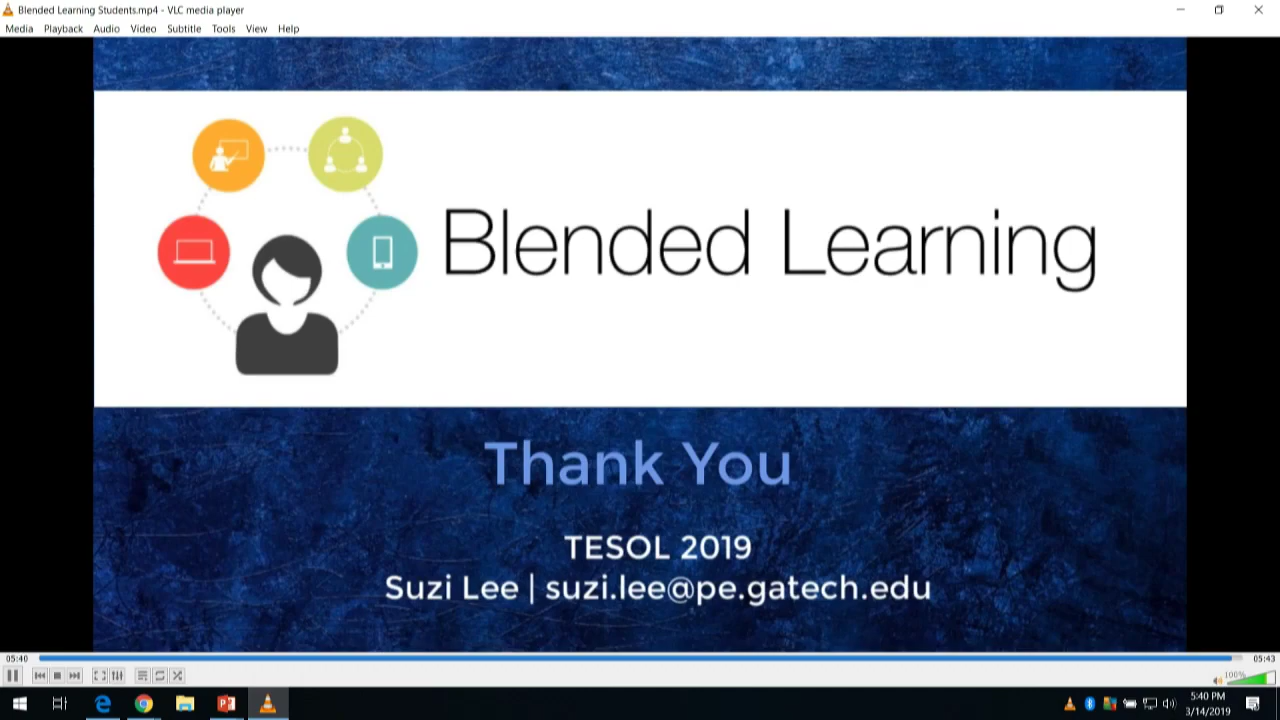 Blended Learning Students.mp4 - VLC media player
Media Playback Audio Video Subtitle Tools View Help
Blended Learning
Thank You
TESOL 2019
Suzi Lee | suzi.lee@pe.gatech.edu
05:40
05:43
100%
5:40 PM
3/14/2019